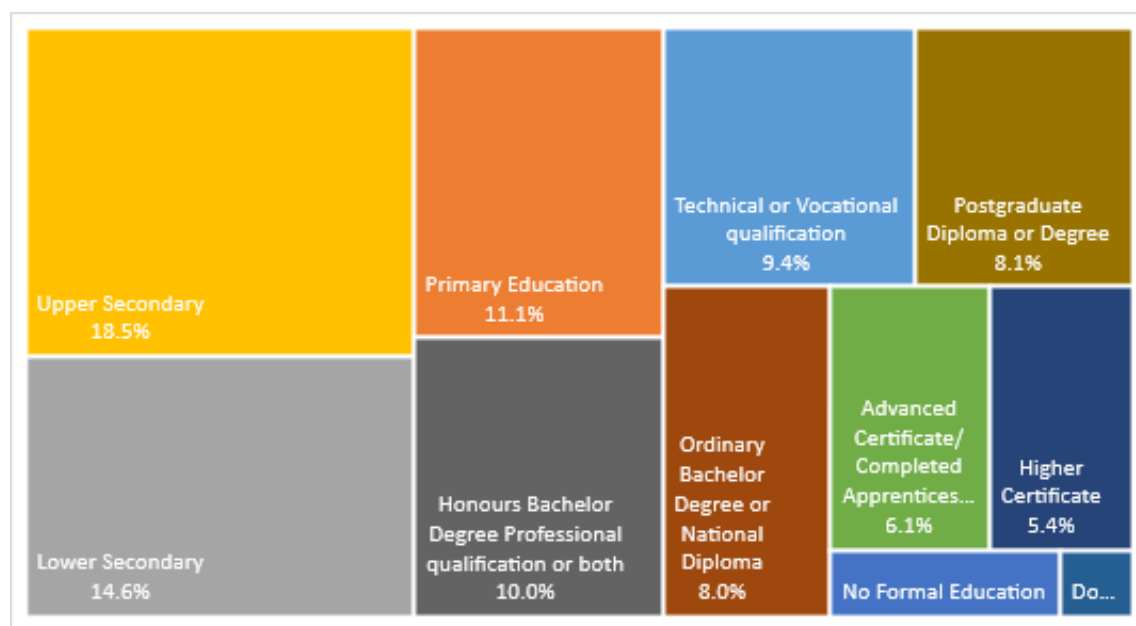 Upper Secondary
18.5%
Lower Secondary
14.6%
Primary Education
11.1%
Honours Bachelor
Degree Professional
qualification or both
10.0%
Technical or Vocational
qualification
9.4%
Postgraduate
Diploma or Degree
8.1%
Ordinary
Bachelor
Degree or
National
Diploma
8.0%
Advanced
Certificate/
Completed
Apprentices...
6.1%
Higher
Certificate
5.4%
No Formal Education
Do...